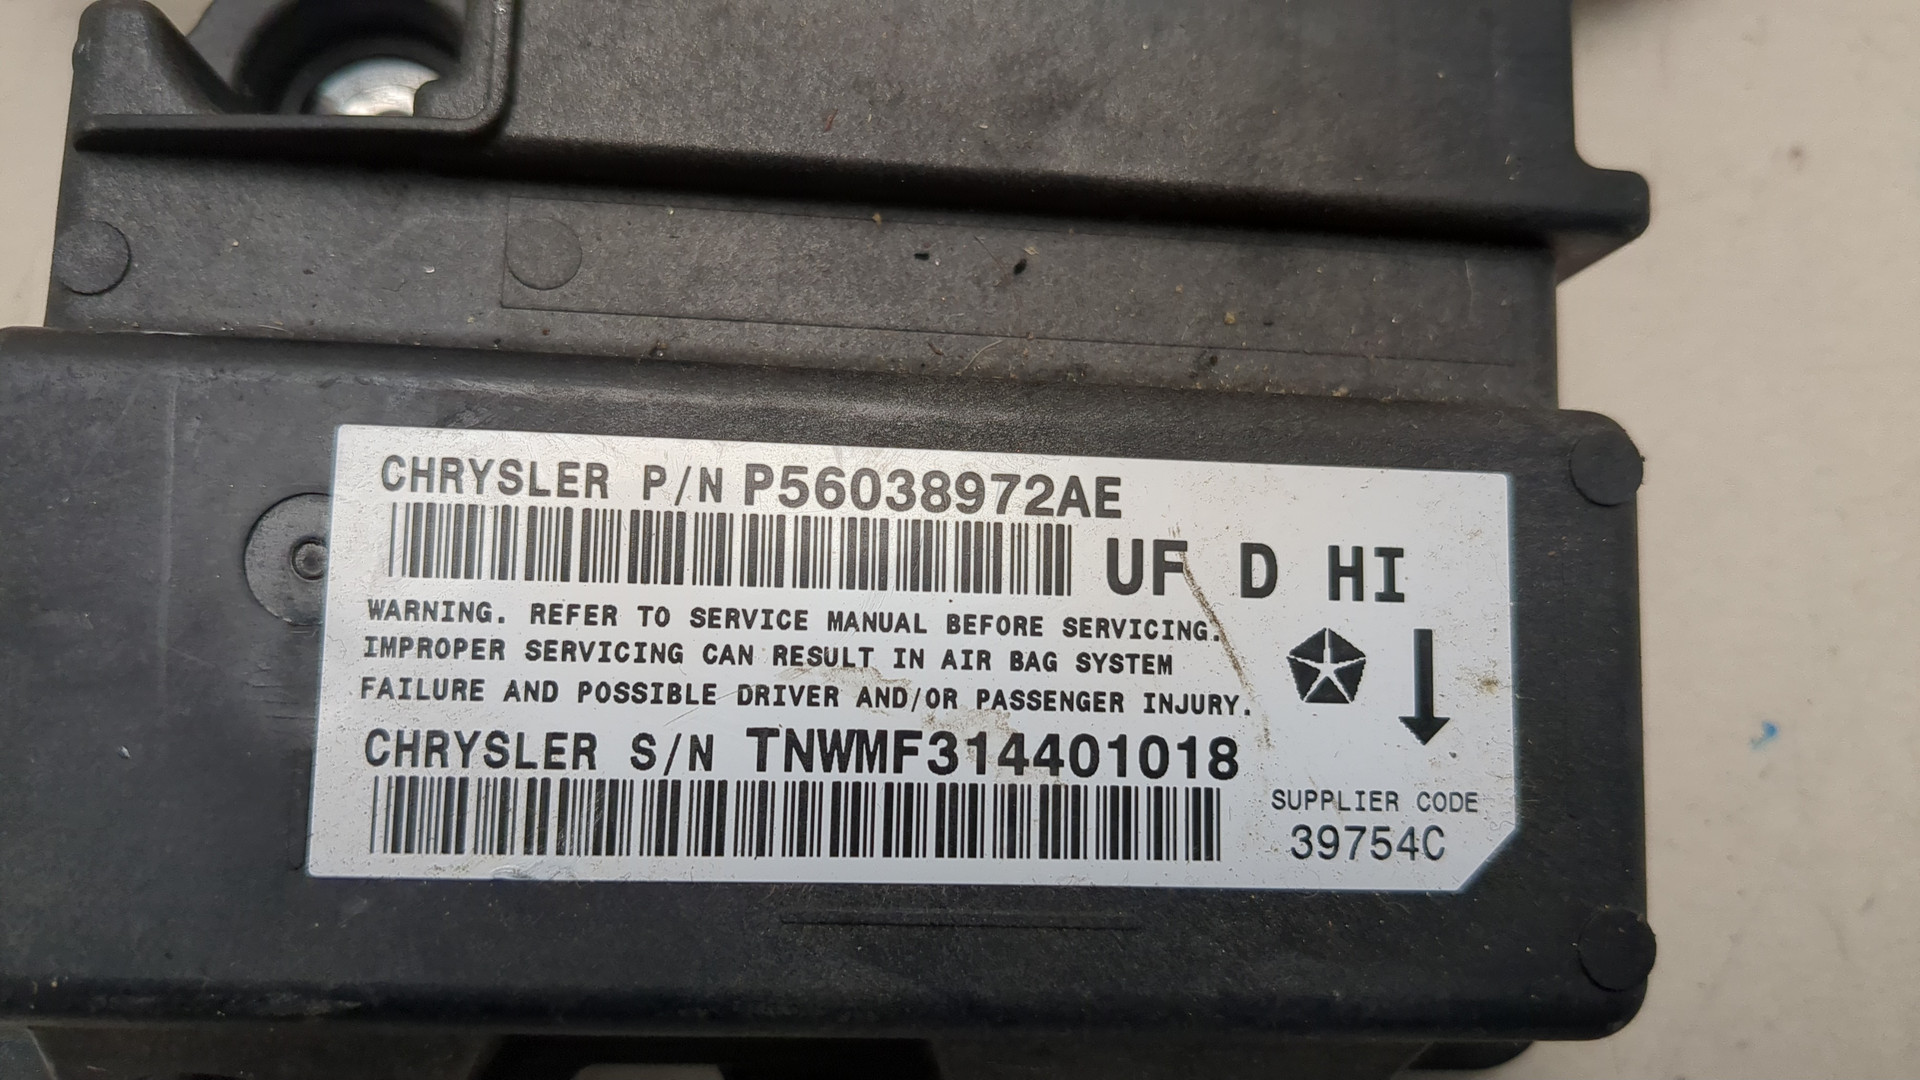 CHRYSLER P/N P56038972AE
UF D HI
WARNING. REFER TO SERVICE MANUAL BEFORE SERVICING.
IMPROPER SERVICING CAN RESULT IN AIR BAG SYSTEM
FAILURE AND POSSIBLE DRIVER AND/OR PASSENGER INJURY.
CHRYSLER S/N TNWMF314401018
SUPPLIER CODE
39754C